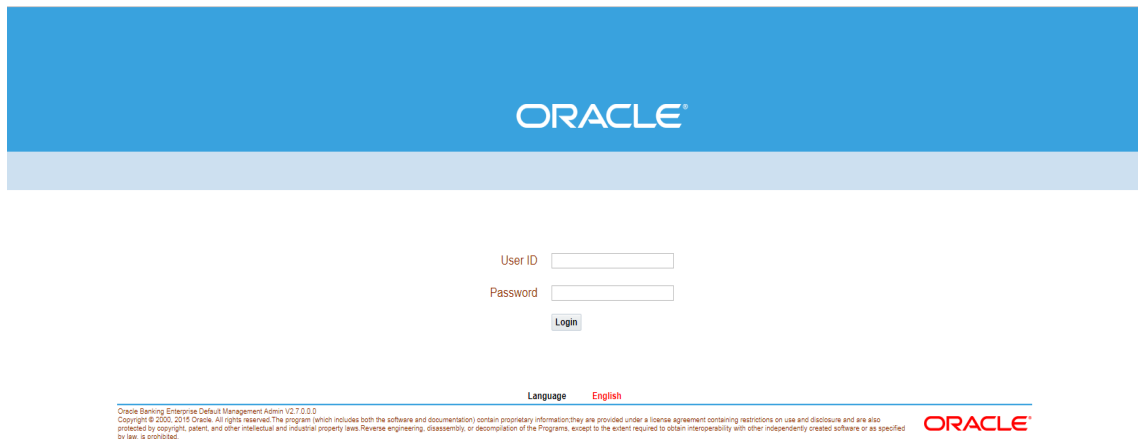 ORACLE®
User ID
Password
Login
Language English
Oracle Banking Enterprise Default Management Admin V2.7.0.0.0
Copyright © 2000, 2015 Oracle. All rights reserved.The program (which includes both the software and documentation) contain proprietary information;they are provided under a license agreement containing restrictions on use and disclosure and are also
protected by copyright, patent, and other intellectual and industrial property laws.Reverse engineering, disassembly, or decompilation of the Programs, except to the extent required to obtain interoperability with other independently created software or as specified
by law, is prohibited.
ORACLE®